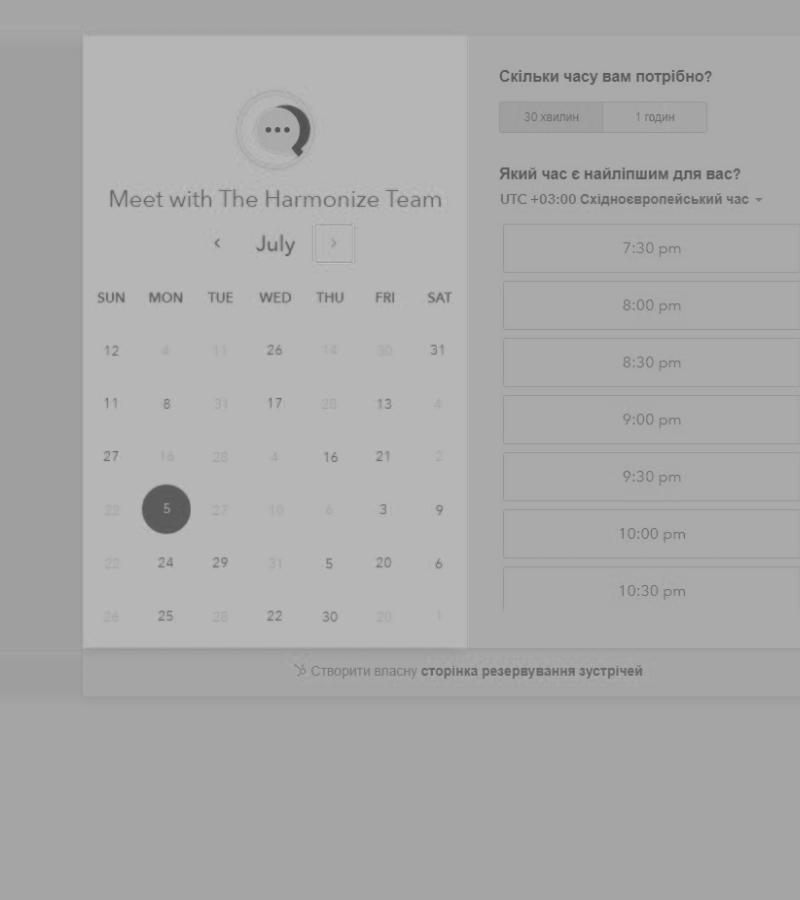 Meet with The Harmonize Team
July
SUN MON TUE WED THU FRI SAT
12 4 11 26 14 30 31
11 8 31 17 28 13 4
27 16 28 4 16 21 2
5 27 10 6 3 9
22 24 29 31 5 20 6
26 25 28 22 30 20 1
Скільки часу вам потрібно?
30 хвилин 1 годин
Який час є найліпшим для вас?
UTC +03:00 Східноєвропейський час
7:30 pm
8:00 pm
8:30 pm
9:00 pm
9:30 pm
10:00 pm
10:30 pm
Створити власну сторінка резервування зустрічей